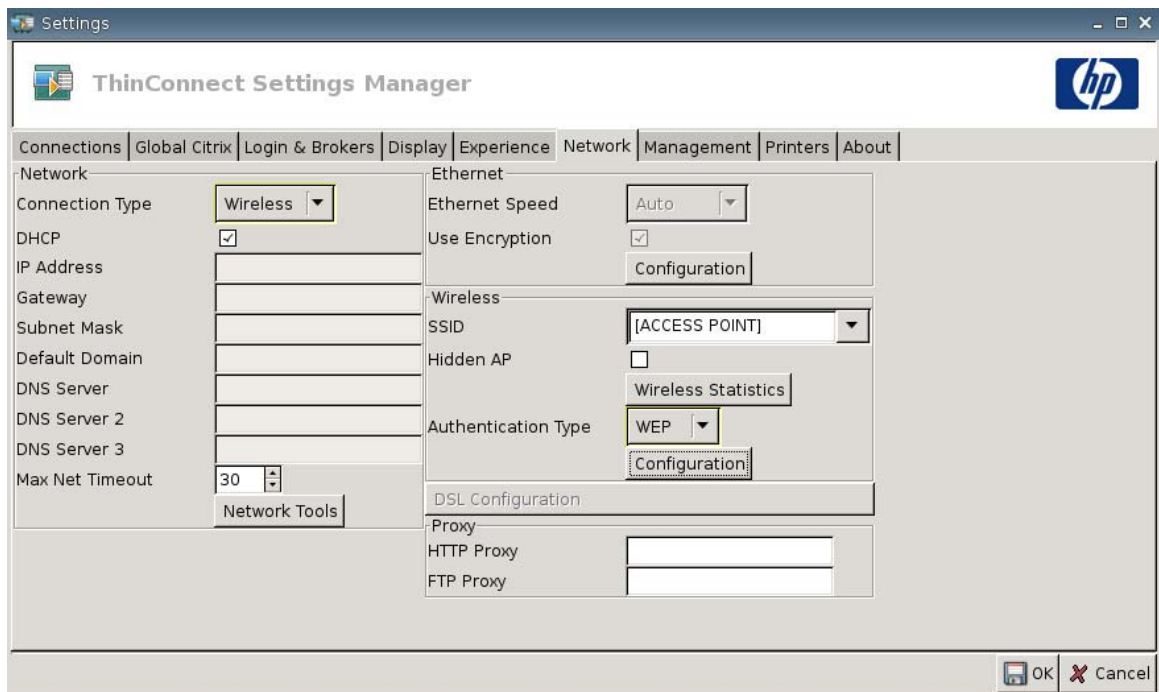 Settings
ThinConnect Settings Manager
hp
Connections Global Citrix Login & Brokers Display Experience Network Management Printers About
Network
Connection Type Wireless
DHCP
IP Address
Gateway
Subnet Mask
Default Domain
DNS Server
DNS Server 2
DNS Server 3
Max Net Timeout 30
Network Tools
Ethernet
Ethernet Speed Auto
Use Encryption
Configuration
Wireless
SSID [ACCESS POINT]
Hidden AP
Wireless Statistics
Authentication Type WEP
Configuration
DSL Configuration
Proxy
HTTP Proxy
FTP Proxy
OK Cancel